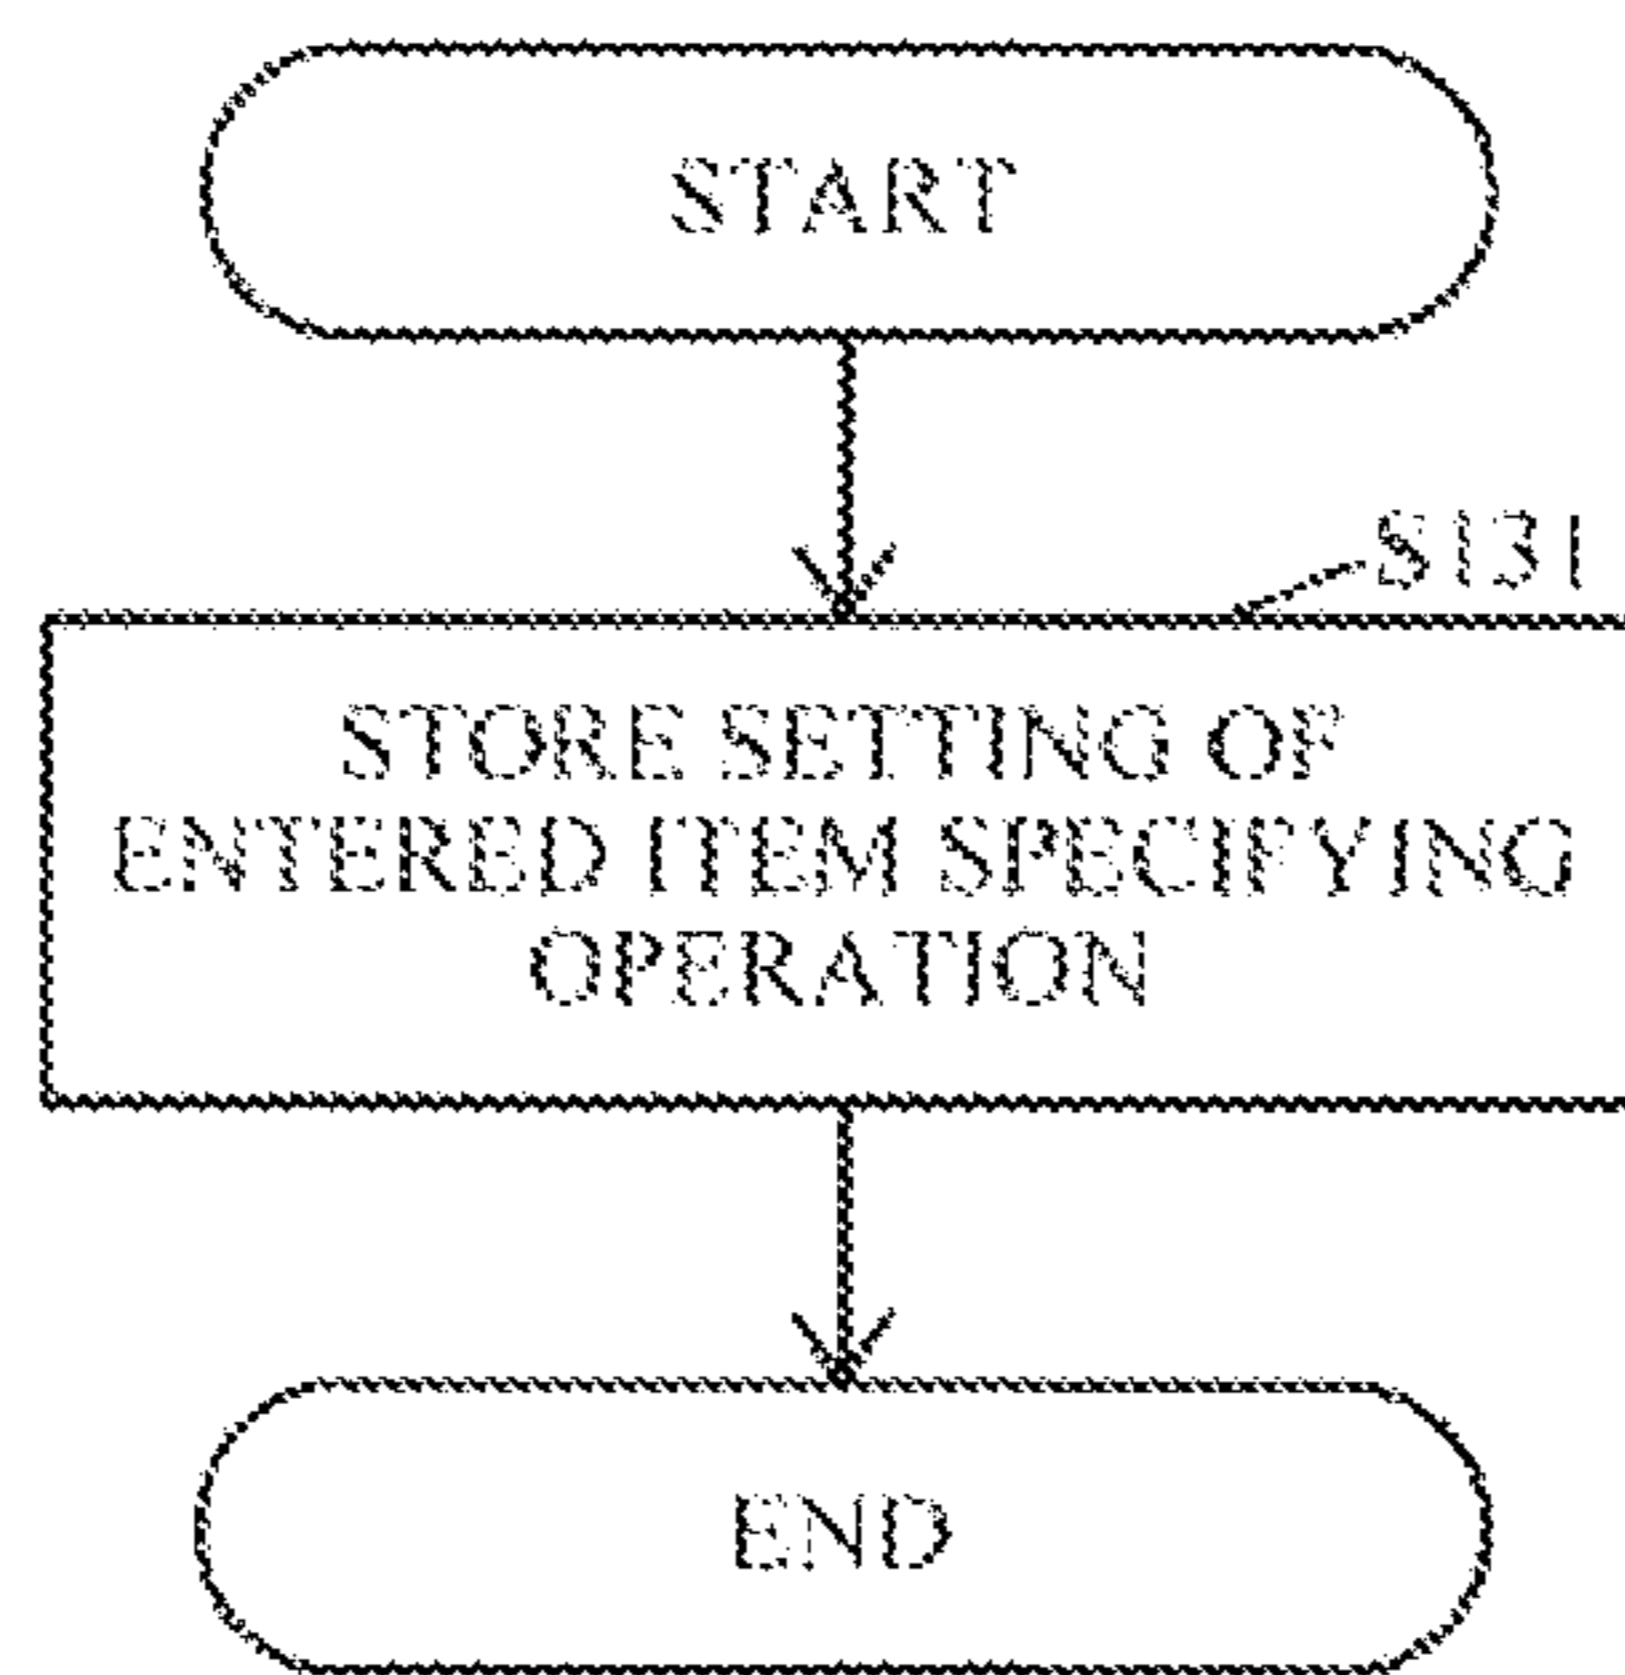 START
S131
STORE SETTING OF
ENTERED ITEM SPECIFYING
OPERATION
END